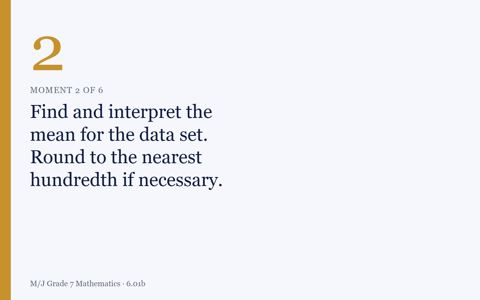 2
MOMENT 2 OF 6
Find and interpret the
mean for the data set.
Round to the nearest
hundredth if necessary.
M/J Grade 7 Mathematics · 6.01b